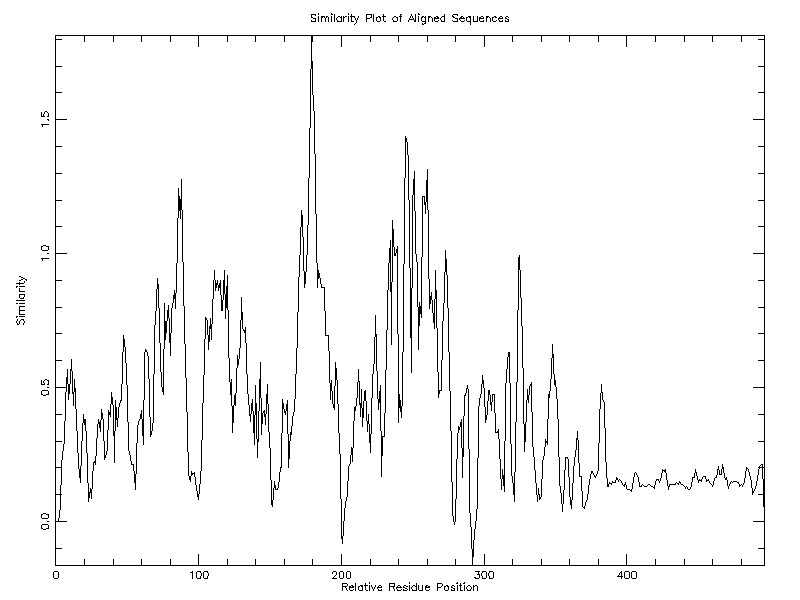 Similarity Plot of Aligned Sequences
1.5
1.0
0.5
0.0
Similarity
0 100 200 300 400
Relative Residue Position